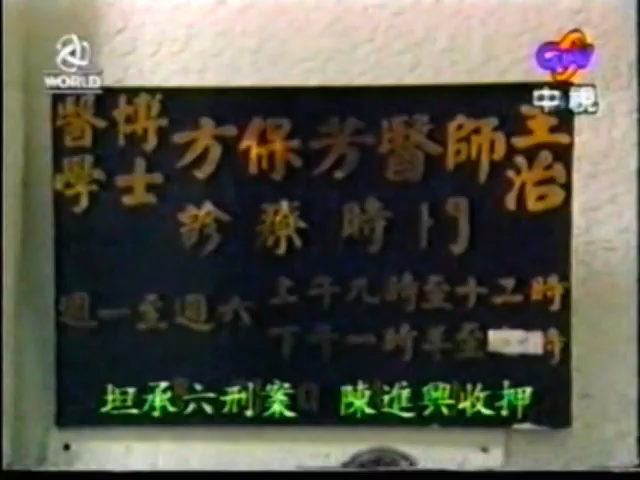 WORLD
中視
醫學博士 方保芳醫師 主治
診療時間
週一至週六 上午九時至十二時
下午一時半至 時
坦承六刑案 陳進興收押